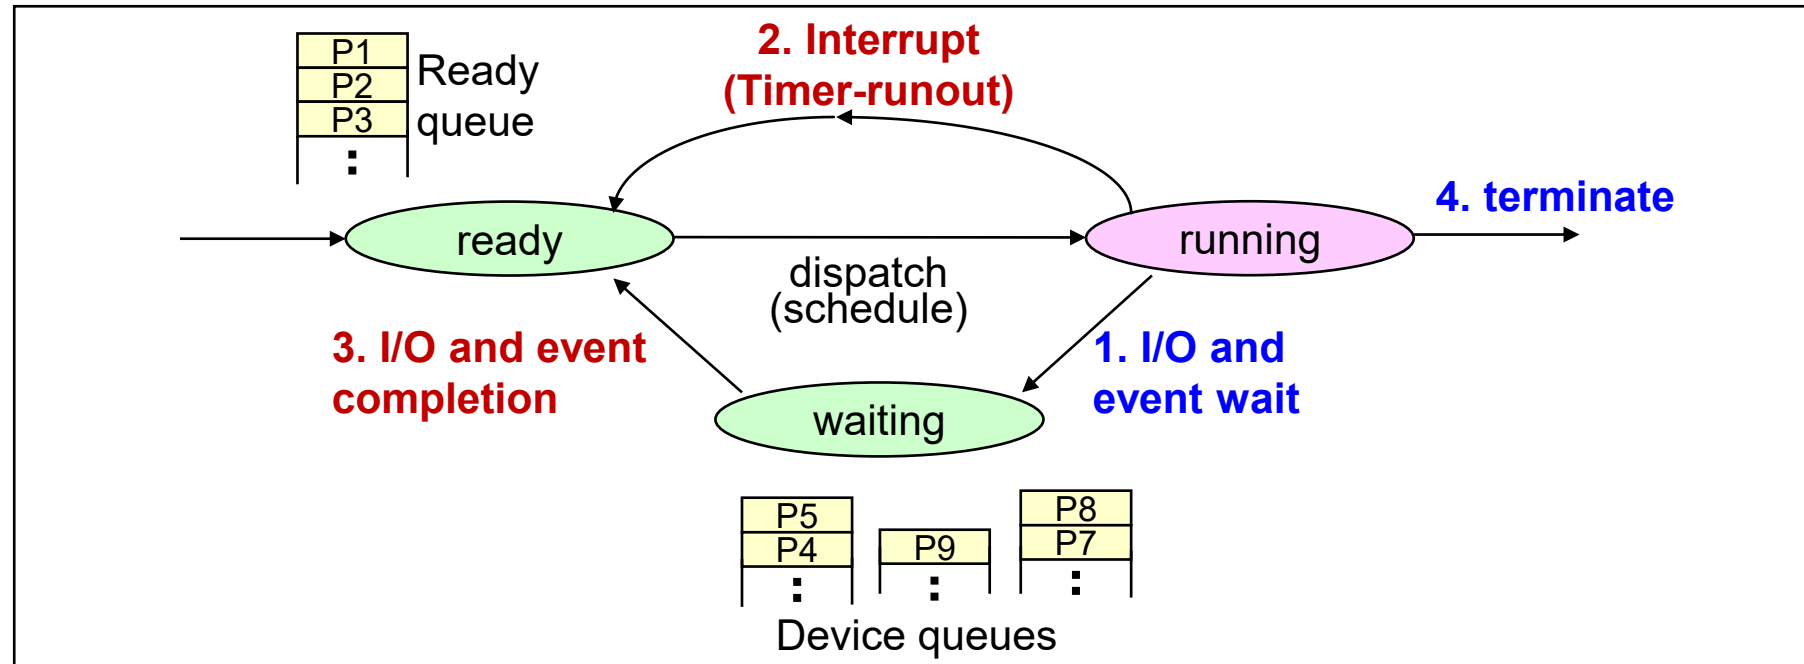 P1
P2
P3
:
Ready
queue
2. Interrupt
(Timer-runout)
4. terminate
ready
running
dispatch
(schedule)
3. I/O and event
completion
1. I/O and
event wait
waiting
P5
P4
:
P9
:
P8
P7
:
Device queues